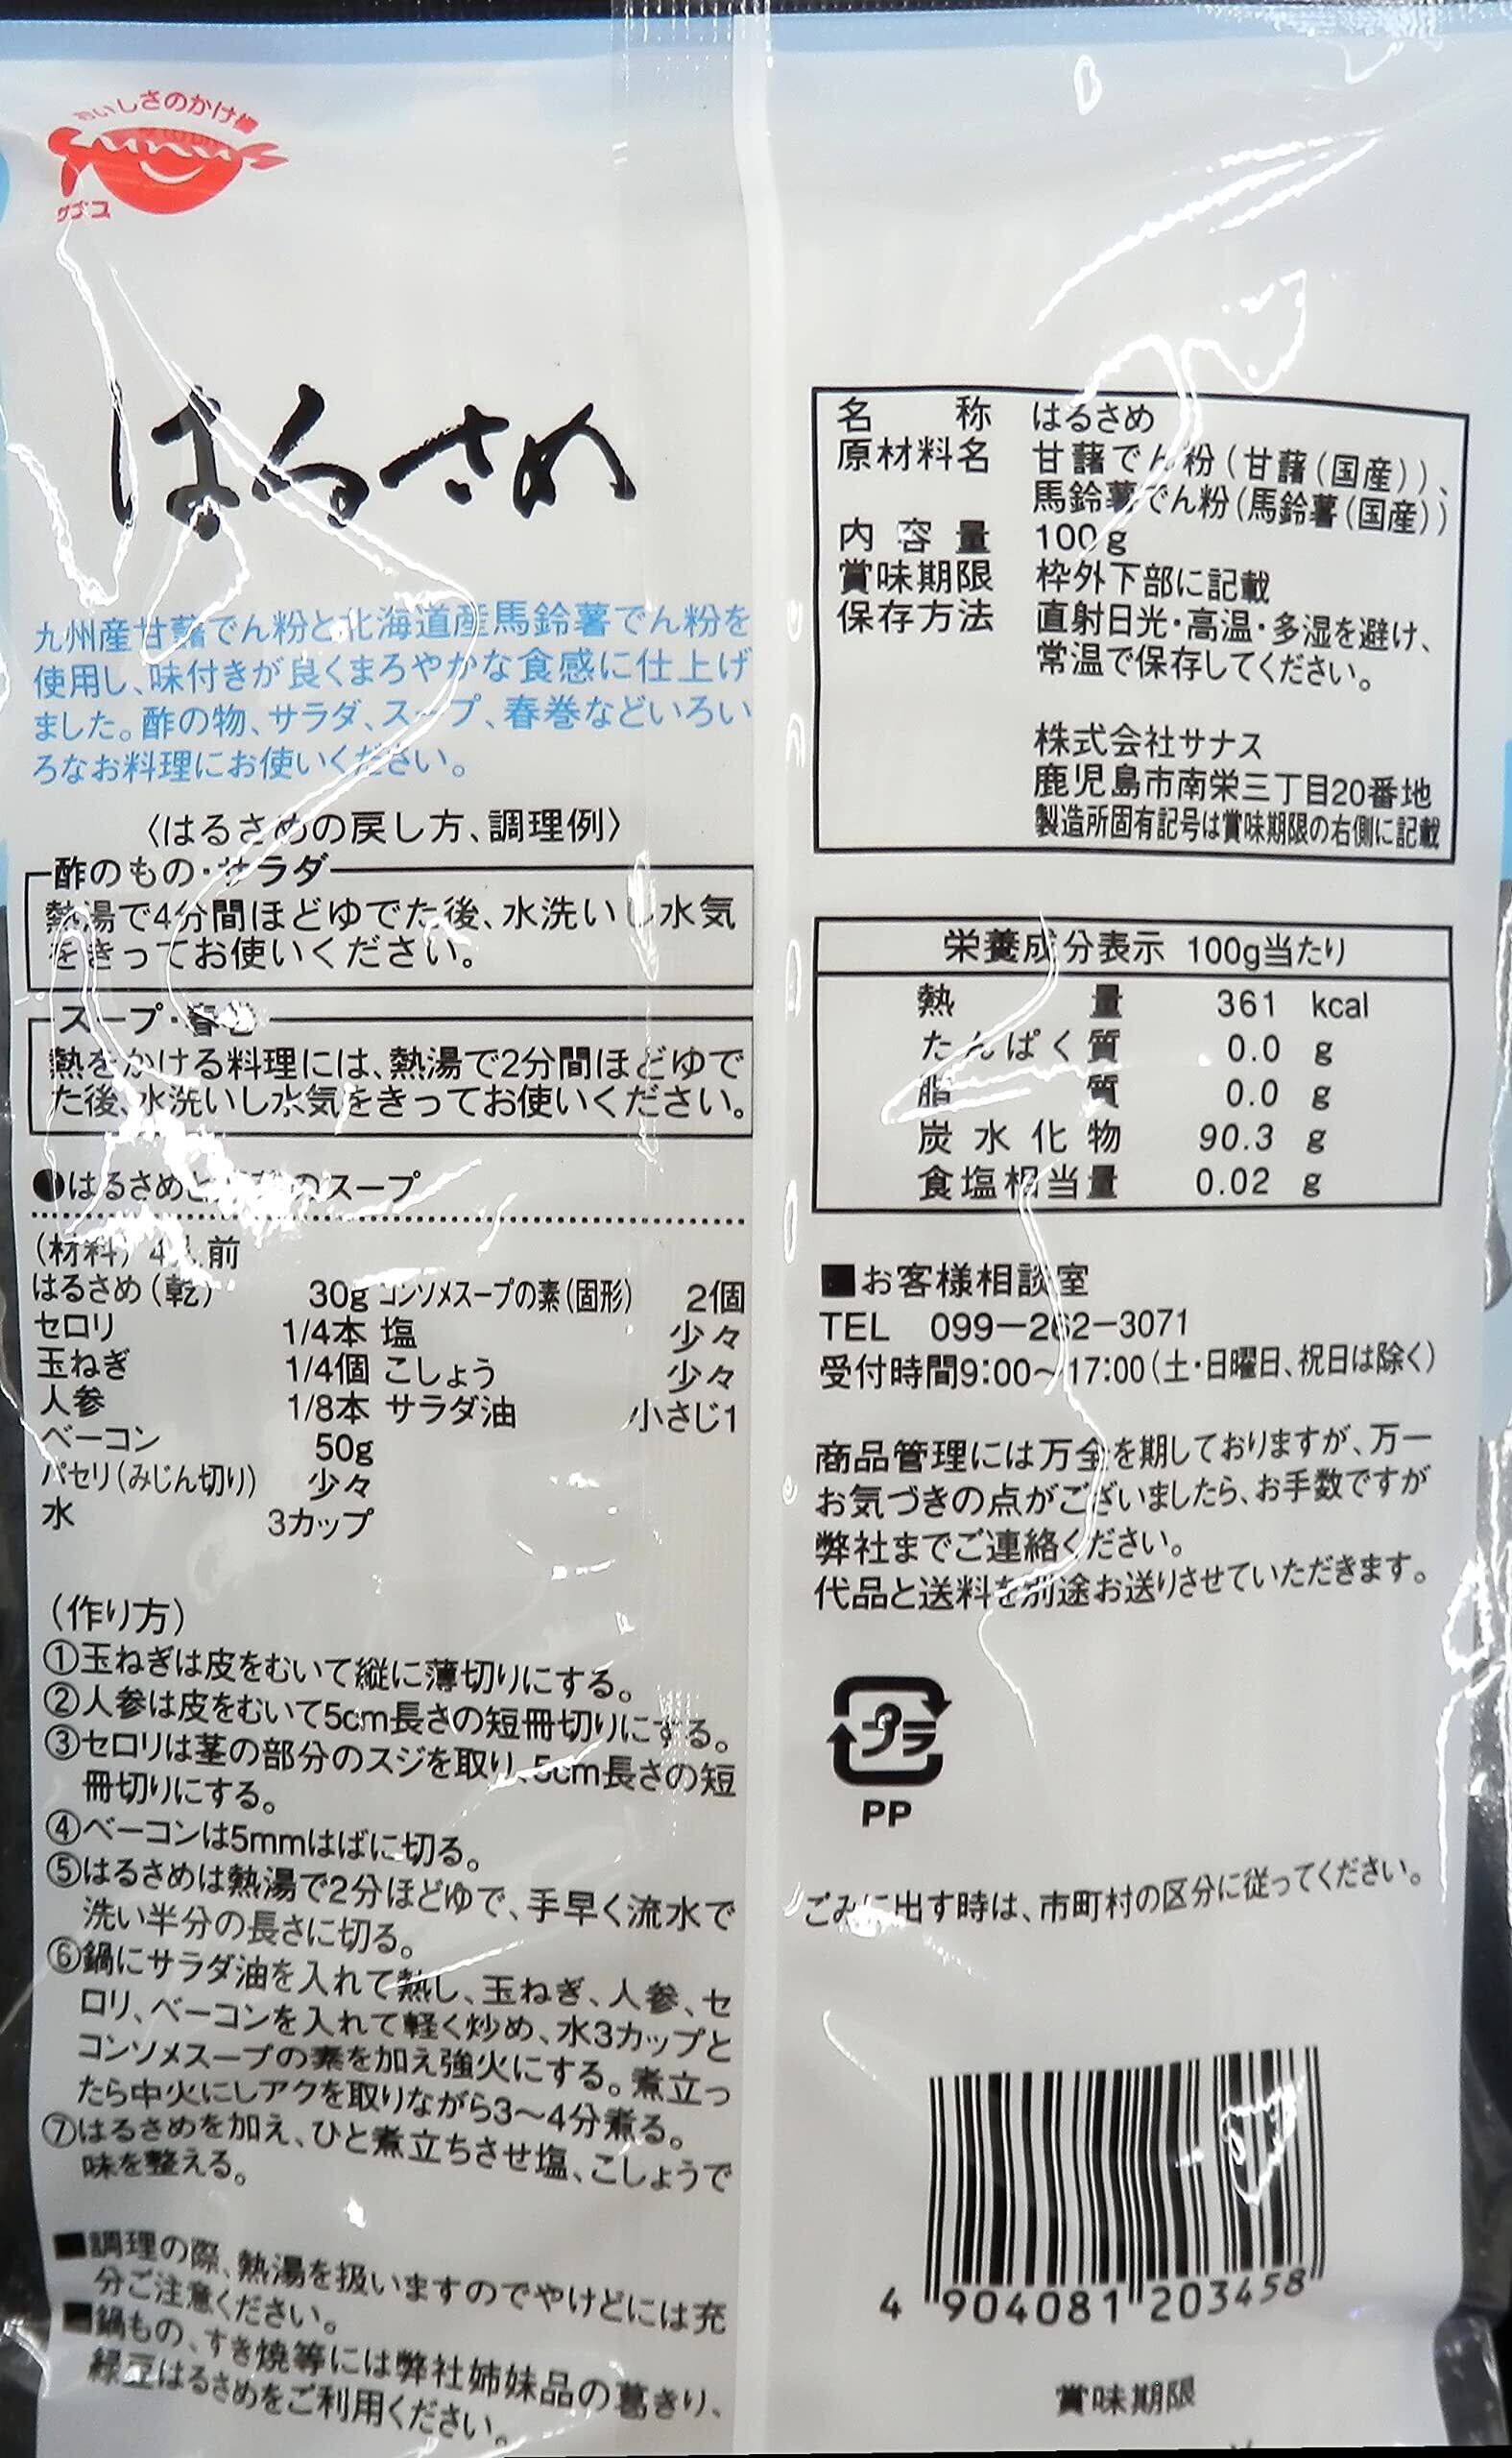 おいしさのかけ橋
サナス
はるさめ
九州産甘藷でん粉と北海道産馬鈴薯でん粉を
使用し、味付きが良くまろやかな食感に仕上げ
ました。酢の物、サラダ、スープ、春巻などいろい
ろなお料理にお使いください。
〈はるさめの戻し方、調理例〉
酢のもの・サラダ
熱湯で4分間ほどゆでた後、水洗いし水気
をきってお使いください。
スープ・春巻
熱をかける料理には、熱湯で2分間ほどゆで
た後、水洗いし水気をきってお使いください。
●はるさめと のスープ
(材料) 4人前
はるさめ(乾) 30g コンソメスープの素(固形) 2個
セロリ 1/4本 塩 少々
玉ねぎ 1/4個 こしょう 少々
人参 1/8本 サラダ油 小さじ1
ベーコン 50g
パセリ(みじん切り) 少々
水 3カップ
(作り方)
①玉ねぎは皮をむいて縦に薄切りにする。
②人参は皮をむいて5cm長さの短冊切りにする。
③セロリは茎の部分のスジを取り、5cm長さの短
冊切りにする。
④ベーコンは5mmはばに切る。
⑤はるさめは熱湯で2分ほどゆで、手早く流水で
洗い半分の長さに切る。
⑥鍋にサラダ油を入れて熱し、玉ねぎ、人参、セ
ロリ、ベーコンを入れて軽く炒め、水3カップと
コンソメスープの素を加え強火にする。煮立っ
たら中火にしアクを取りながら3〜4分煮る。
⑦はるさめを加え、ひと煮立ちさせ塩、こしょうで
味を整える。
■調理の際、熱湯を扱いますのでやけどには充
分ご注意ください。
■鍋もの、すき焼等には弊社姉妹品の葛きり、
緑豆はるさめをご利用ください。
名称 はるさめ
原材料名 甘藷でん粉(甘藷(国産))、
馬鈴薯でん粉(馬鈴薯(国産))
内容量 100g
賞味期限 枠外下部に記載
保存方法 直射日光・高温・多湿を避け、
常温で保存してください。
株式会社サナス
鹿児島市南栄三丁目20番地
製造所固有記号は賞味期限の右側に記載
栄養成分表示 100g当たり
熱量 361 kcal
たんぱく質 0.0 g
脂質 0.0 g
炭水化物 90.3 g
食塩相当量 0.02 g
■お客様相談室
TEL 099-262-3071
受付時間9:00〜17:00(土・日曜日、祝日は除く)
商品管理には万全を期しておりますが、万一
お気づきの点がございましたら、お手数ですが
弊社までご連絡ください。
代品と送料を別途お送りさせていただきます。
プラ
PP
ごみに出す時は、市町村の区分に従ってください。
4 904081 203458
賞味期限